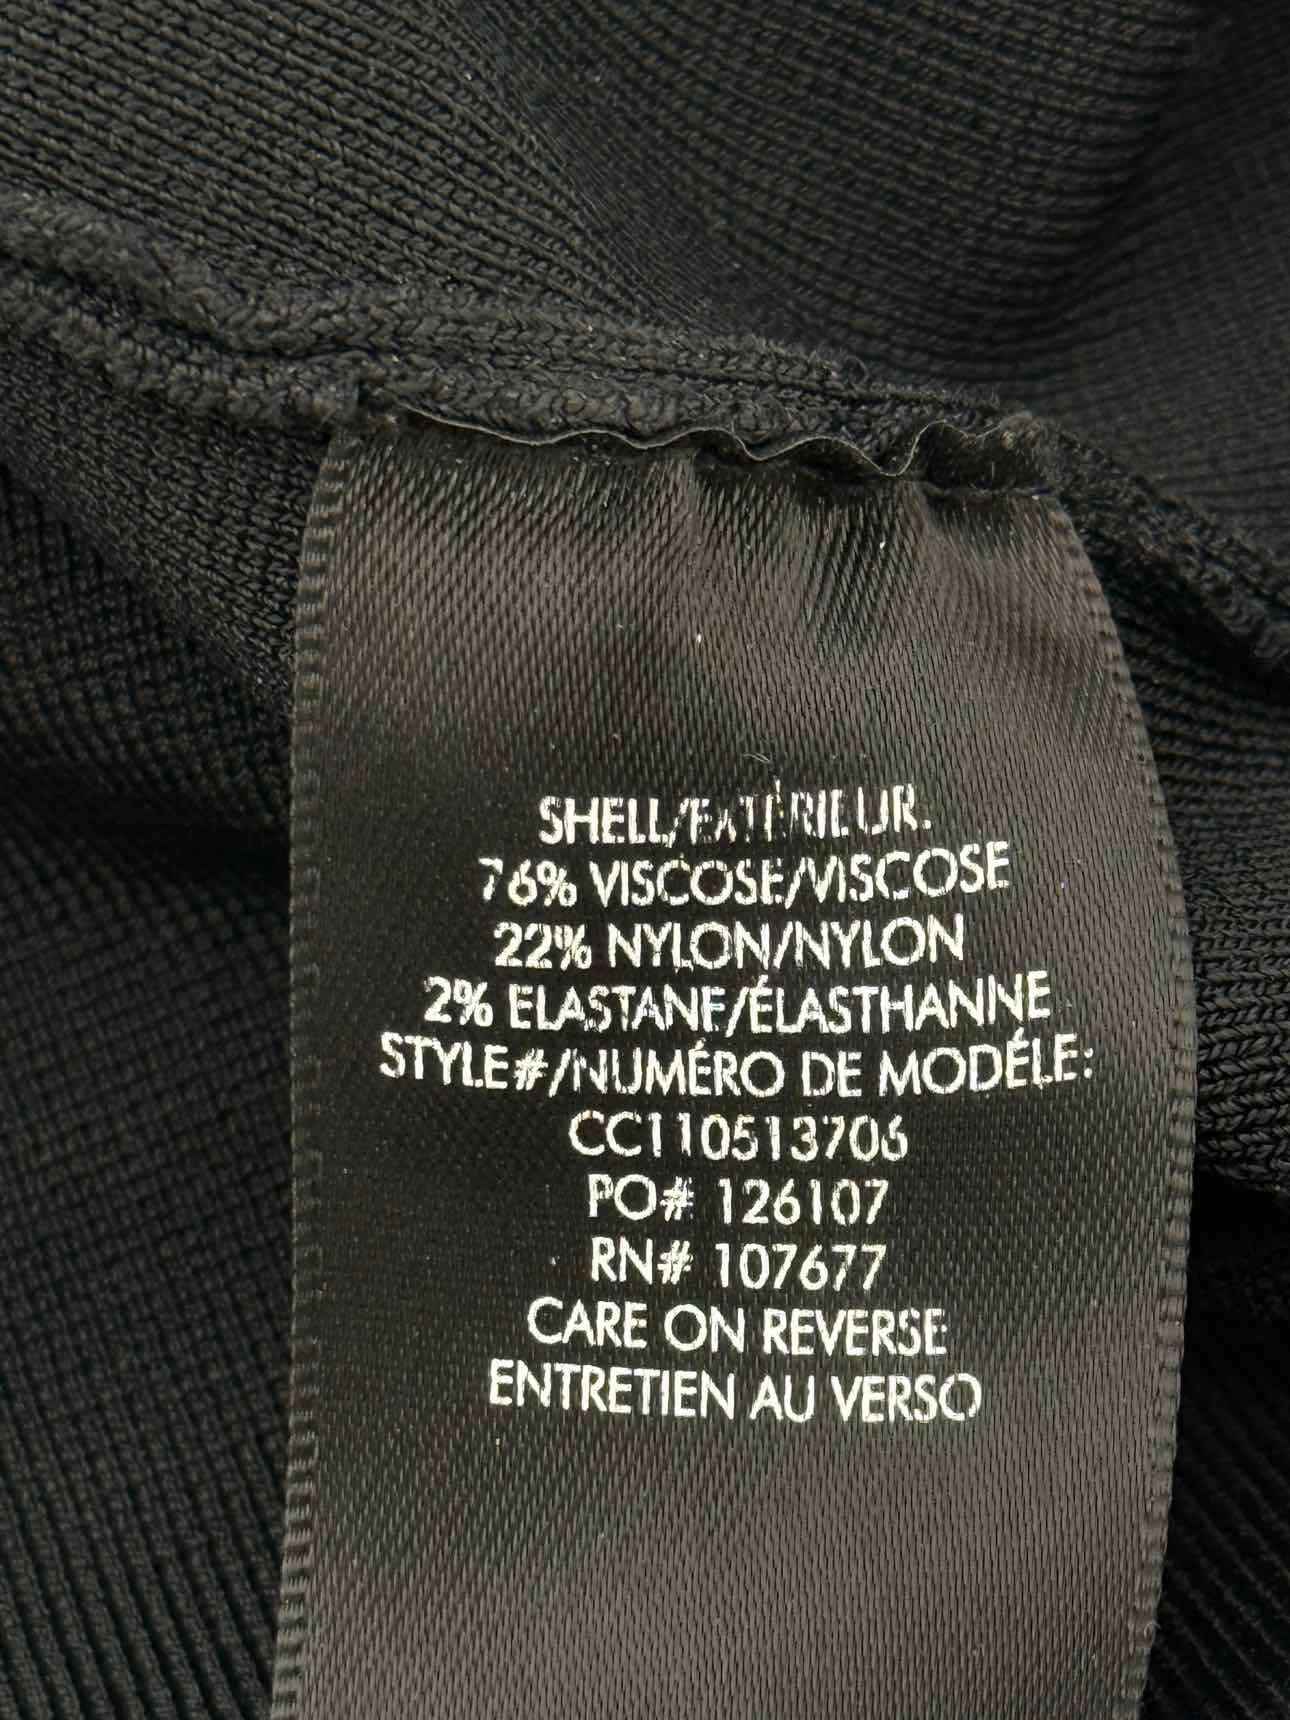 SHELL/EXTÉRIEUR.
76% VISCOSE/VISCOSE
22% NYLON/NYLON
2% ELASTANE/ÉLASTHANNE
STYLE#/NUMÉRO DE MODÉLE:
CC110513706
PO# 126107
RN# 107677
CARE ON REVERSE
ENTRETIEN AU VERSO